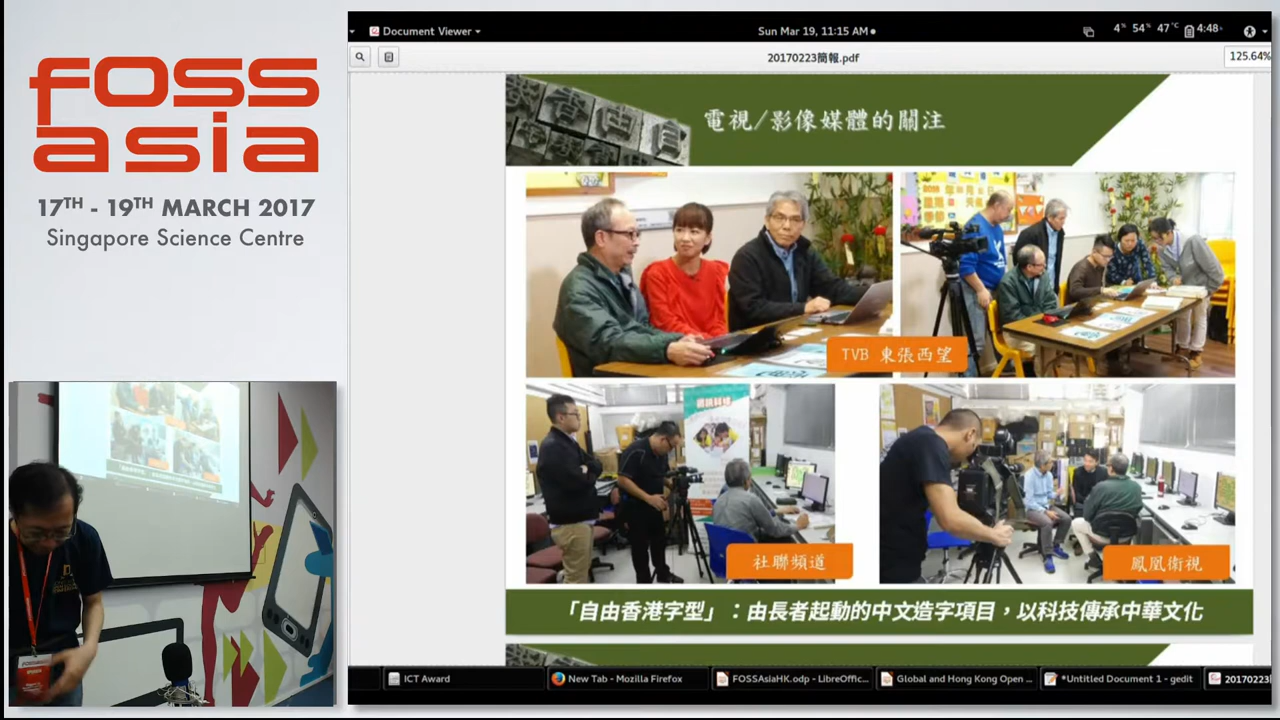 FOSS
asia
17TH - 19TH MARCH 2017
Singapore Science Centre
Document Viewer
Sun Mar 19, 11:15 AM
4% 54% 47°C 4:48
20170223簡報.pdf
125.64%
電視/影像媒體的關注
TVB 東張西望
社聯頻道
鳳凰衛視
「自由香港字型」：由長者起動的中文造字項目，以科技傳承中華文化
ICT Award
New Tab - Mozilla Firefox
FOSSAsiaHK.odp - LibreOffic...
Global and Hong Kong Open ...
*Untitled Document 1 - gedit
20170223